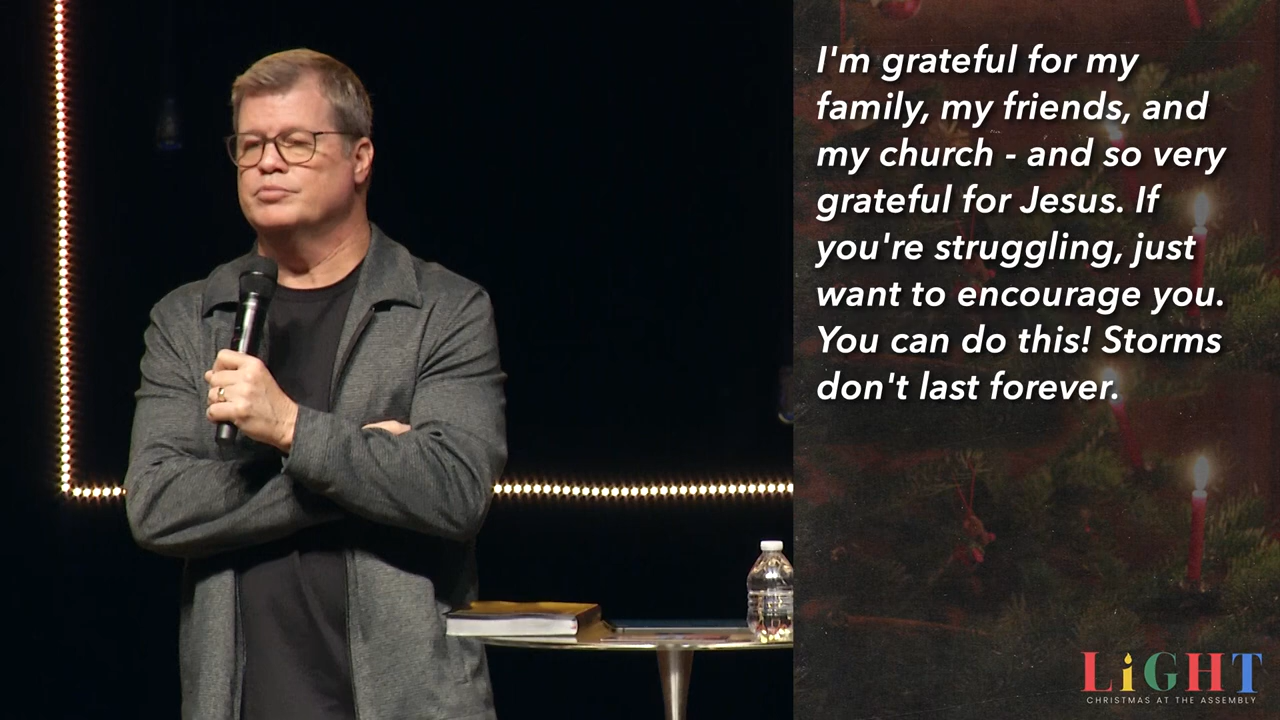 I'm grateful for my
family, my friends, and
my church - and so very
grateful for Jesus. If
you're struggling, just
want to encourage you.
You can do this! Storms
don't last forever.
LiGHT
CHRISTMAS AT THE ASSEMBLY